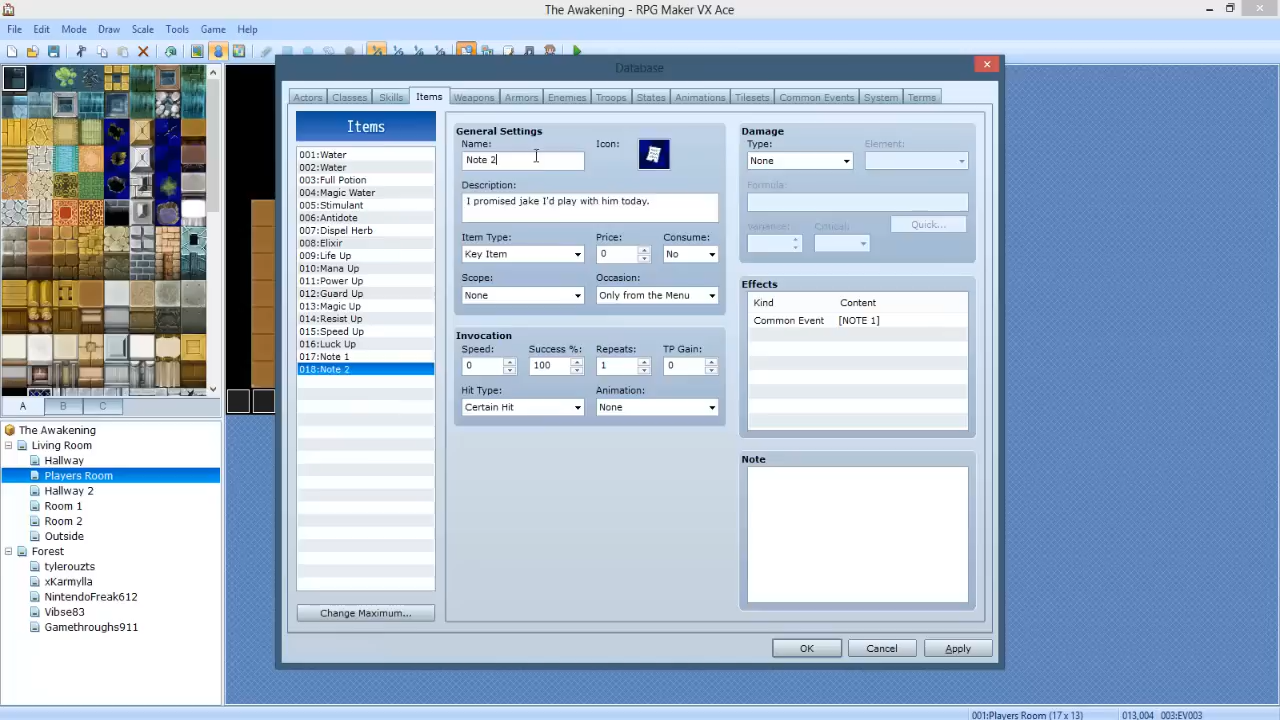 The Awakening - RPG Maker VX Ace
File Edit Mode Draw Scale Tools Game Help
Database
Actors Classes Skills Items Weapons Armors Enemies Troops States Animations Tilesets Common Events System Terms
Items
001:Water
002:Water
003:Full Potion
004:Magic Water
005:Stimulant
006:Antidote
007:Dispel Herb
008:Elixir
009:Life Up
010:Mana Up
011:Power Up
012:Guard Up
013:Magic Up
014:Resist Up
015:Speed Up
016:Luck Up
017:Note 1
018:Note 2
Change Maximum...
General Settings
Name: Icon:
Note 2
Description:
I promised jake I'd play with him today.
Item Type: Price: Consume:
Key Item 0 No
Scope: Occasion:
None Only from the Menu
Invocation
Speed: Success %: Repeats: TP Gain:
0 100 1 0
Hit Type: Animation:
Certain Hit None
Damage
Type: Element:
None
Formula:
Quick...
Variance: Critical:
Effects
Kind Content
Common Event [NOTE 1]
Note
OK Cancel Apply
A B C
The Awakening
Living Room
Hallway
Players Room
Hallway 2
Room 1
Room 2
Outside
Forest
tylerouzts
xKarmylla
NintendoFreak612
Vibse83
Gamethroughs911
001:Players Room (17 x 13) 013,004 003:EV003